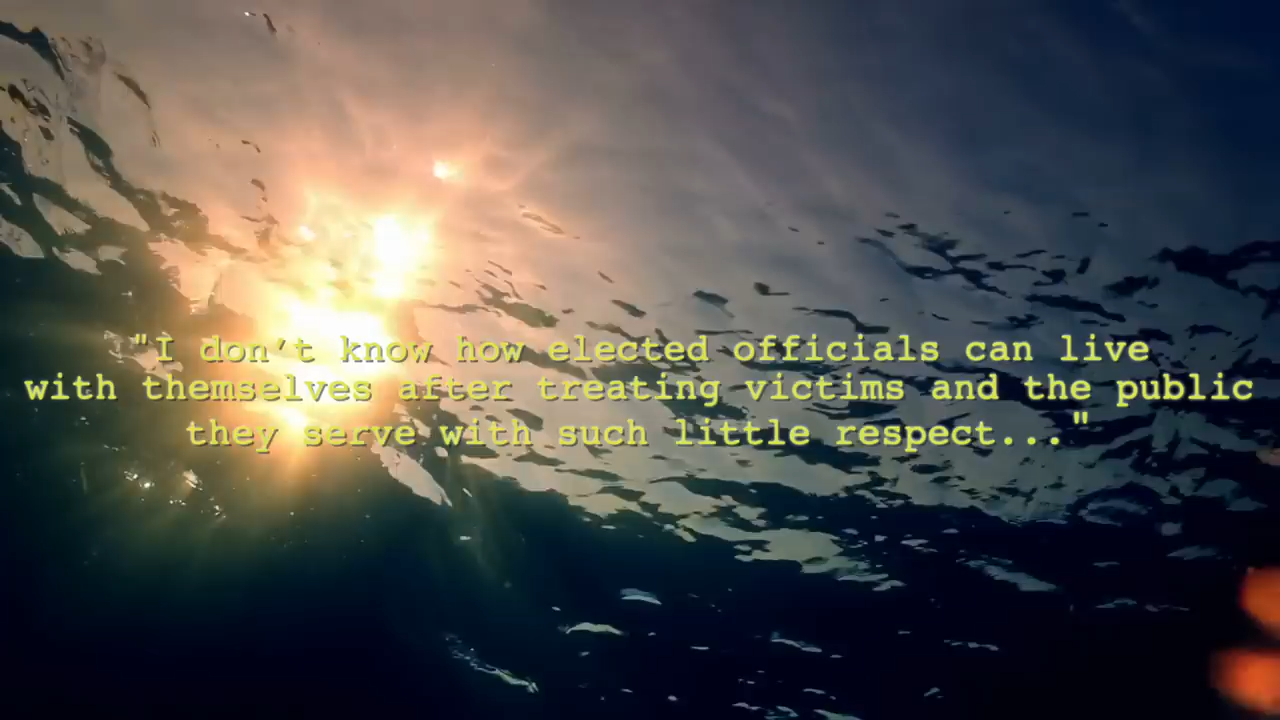 "I don't know how elected officials can live
with themselves after treating victims and the public
they serve with such little respect..."